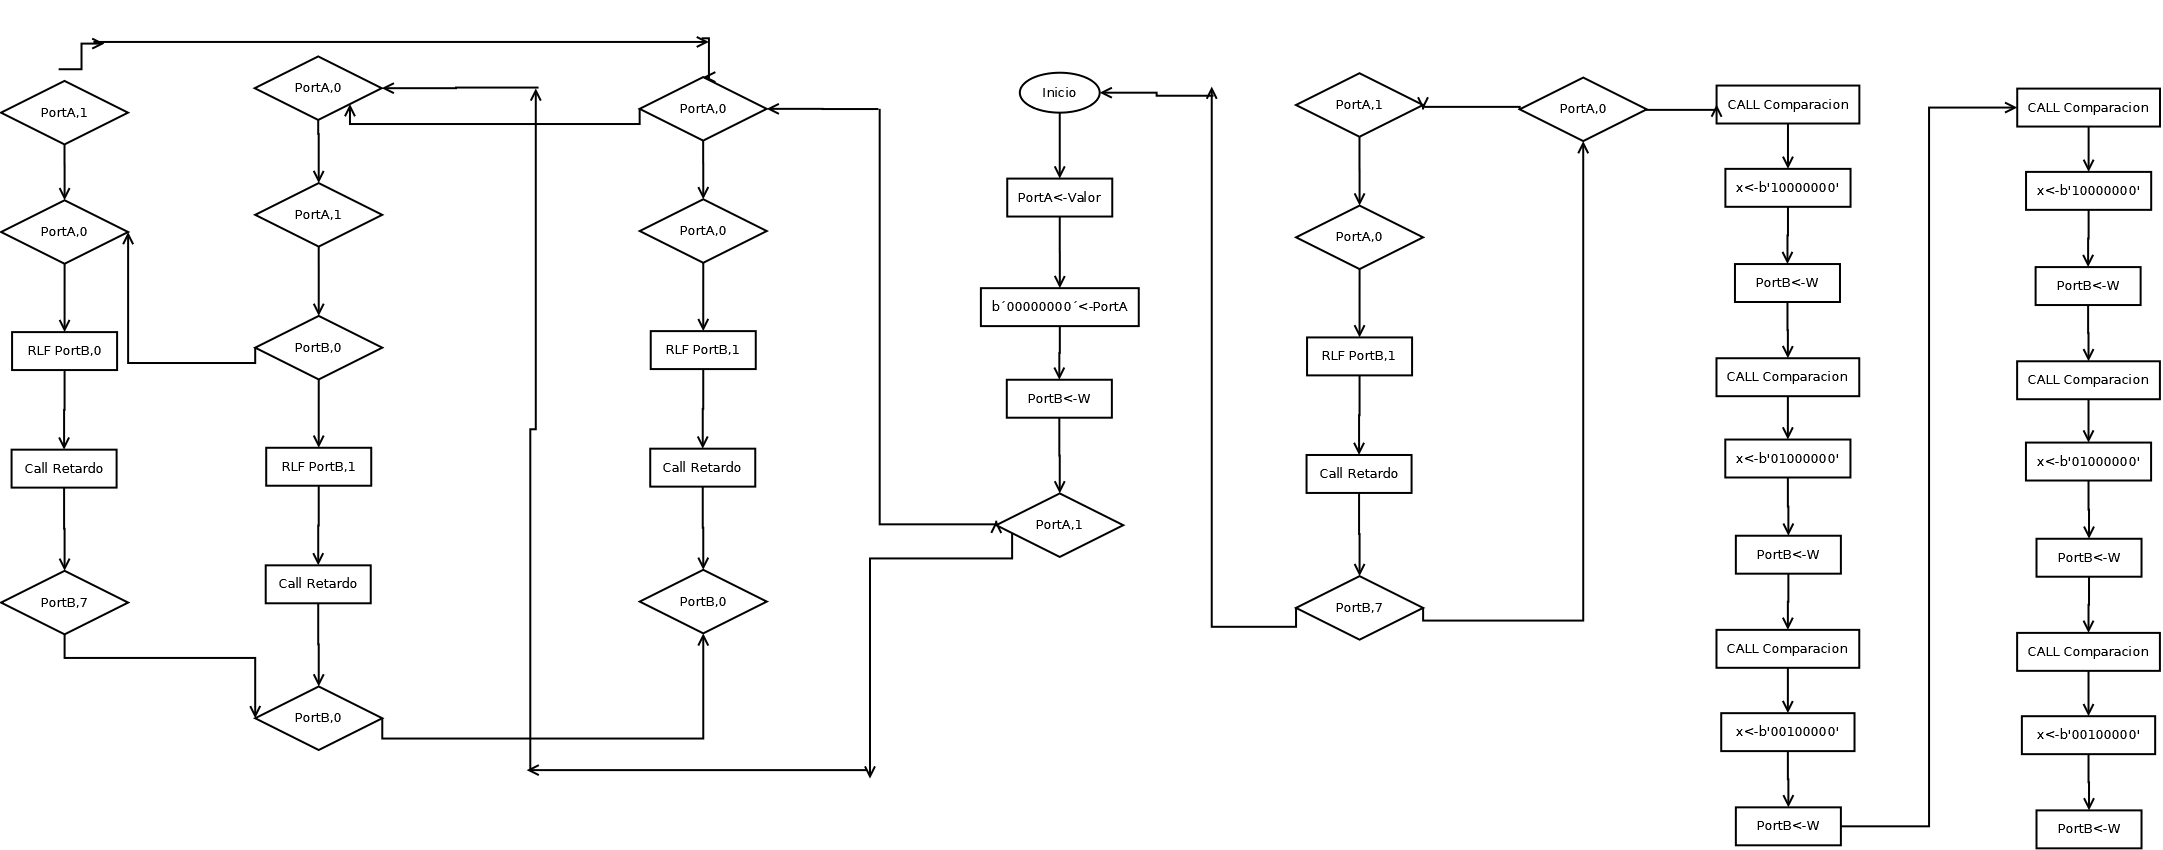 PortA,1
PortA,0
RLF PortB,0
Call Retardo
PortB,7
PortA,0
PortA,1
PortB,0
RLF PortB,1
Call Retardo
PortB,0
PortA,0
PortA,0
RLF PortB,1
Call Retardo
PortB,0
Inicio
PortA<-Valor
b´00000000´<-PortA
PortB<-W
PortA,1
PortA,1
PortA,0
RLF PortB,1
Call Retardo
PortB,7
PortA,0
CALL Comparacion
x<-b'10000000'
PortB<-W
CALL Comparacion
x<-b'01000000'
PortB<-W
CALL Comparacion
x<-b'00100000'
PortB<-W
CALL Comparacion
x<-b'10000000'
PortB<-W
CALL Comparacion
x<-b'01000000'
PortB<-W
CALL Comparacion
x<-b'00100000'
PortB<-W